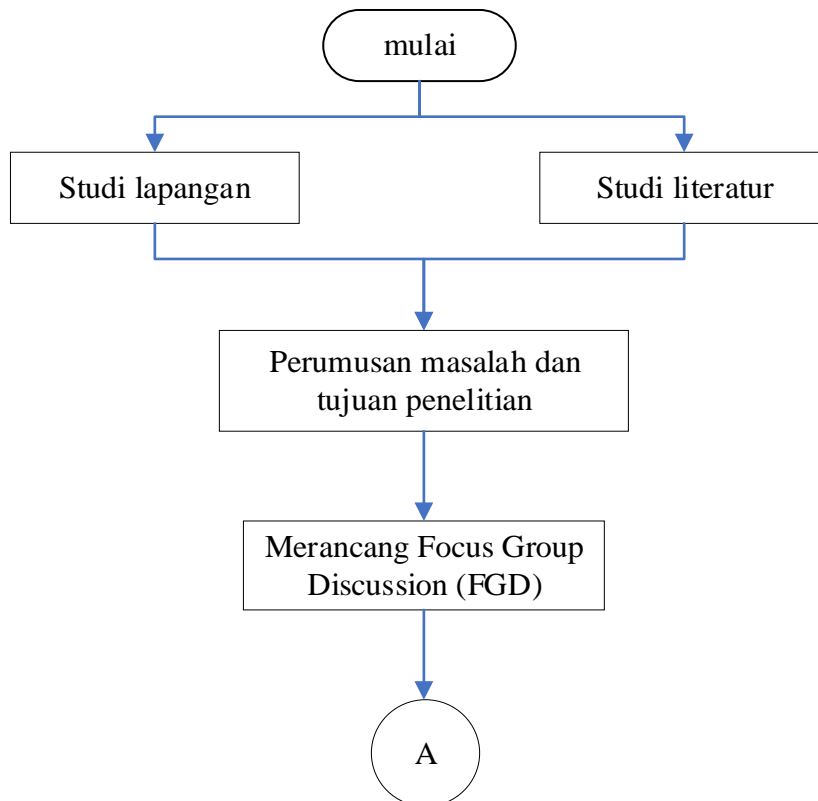 mulai
Studi lapangan
Studi literatur
Perumusan masalah dan
tujuan penelitian
Merancang Focus Group
Discussion (FGD)
A